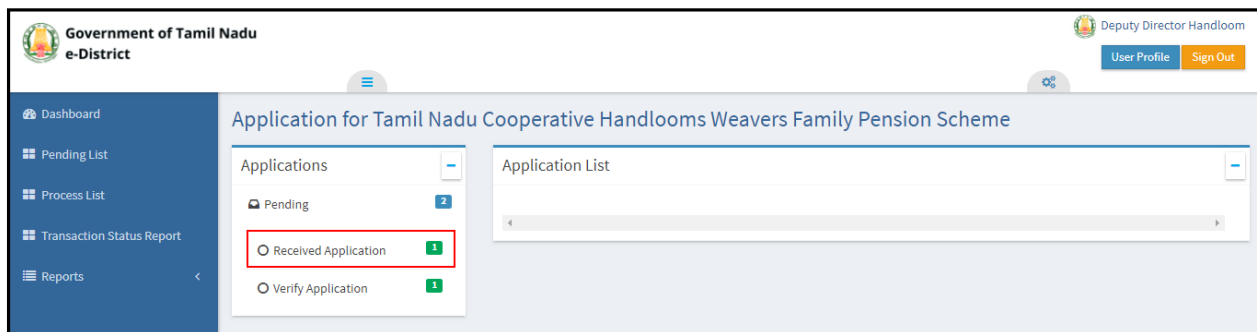 Government of Tamil Nadu
e-District
Deputy Director Handloom
User Profile Sign Out
Dashboard
Pending List
Process List
Transaction Status Report
Reports
Application for Tamil Nadu Cooperative Handlooms Weavers Family Pension Scheme
Applications
Pending 2
Received Application 1
Verify Application 1
Application List